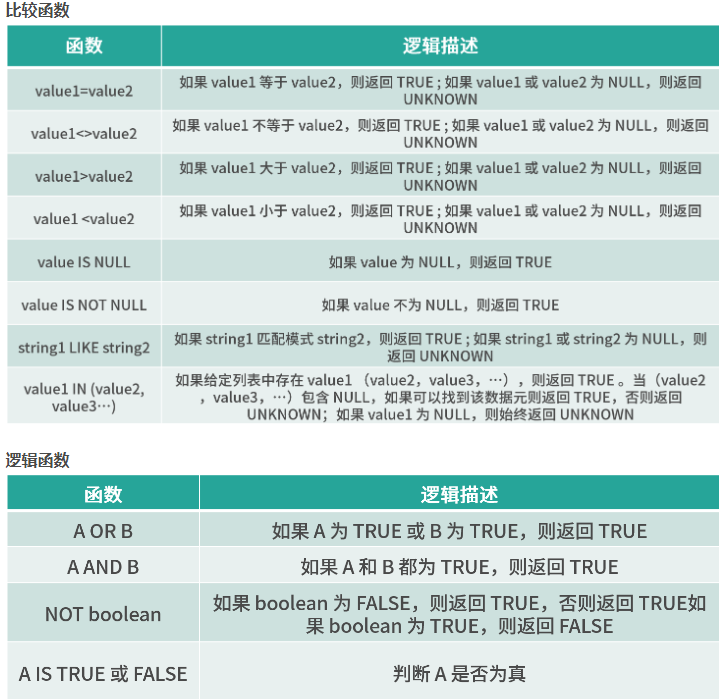 比较函数
函数 逻辑描述
value1=value2 如果 value1 等于 value2，则返回 TRUE ; 如果 value1 或 value2 为 NULL，则返回
UNKNOWN
value1<>value2 如果 value1 不等于 value2，则返回 TRUE ; 如果 value1 或 value2 为 NULL，则返回
UNKNOWN
value1>value2 如果 value1 大于 value2，则返回 TRUE ; 如果 value1 或 value2 为 NULL，则返回
UNKNOWN
value1 <value2 如果 value1 小于 value2，则返回 TRUE ; 如果 value1 或 value2 为 NULL，则返回
UNKNOWN
value IS NULL 如果 value 为 NULL，则返回 TRUE
value IS NOT NULL 如果 value 不为 NULL，则返回 TRUE
string1 LIKE string2 如果 string1 匹配模式 string2，则返回 TRUE ; 如果 string1 或 string2 为 NULL，则
返回 UNKNOWN
value1 IN (value2,
value3…)
如果给定列表中存在 value1 （value2，value3，…），则返回 TRUE 。当（value2
，value3，…）包含 NULL，如果可以找到该数据元则返回 TRUE，否则返回
UNKNOWN；如果 value1 为 NULL，则始终返回 UNKNOWN
逻辑函数
函数 逻辑描述
A OR B 如果 A 为 TRUE 或 B 为 TRUE，则返回 TRUE
A AND B 如果 A 和 B 都为 TRUE，则返回 TRUE
NOT boolean 如果 boolean 为 FALSE，则返回 TRUE，否则返回 TRUE如
果 boolean 为 TRUE，则返回 FALSE
A IS TRUE 或 FALSE 判断 A 是否为真